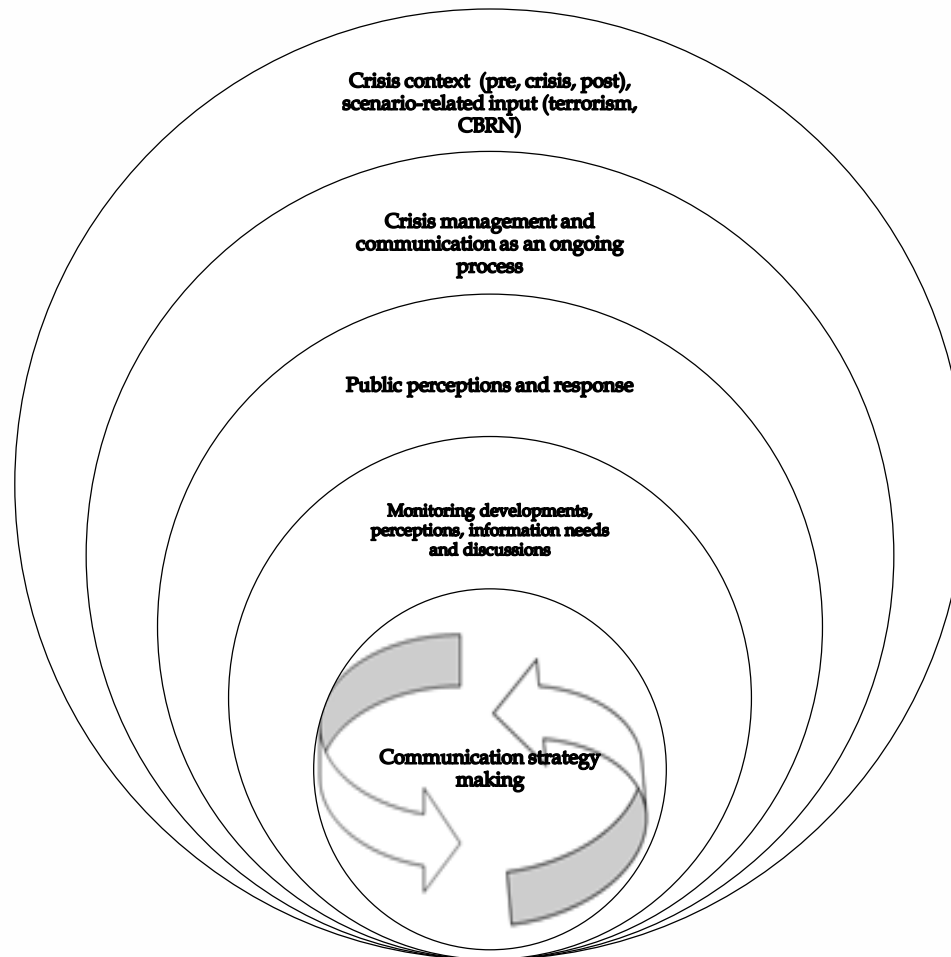 Crisis context (pre, crisis, post),
scenario-related input (terrorism,
CBRN)
Crisis management and
communication as an ongoing
process
Public perceptions and response
Monitoring developments,
perceptions, information needs
and discussions
Communication strategy
making